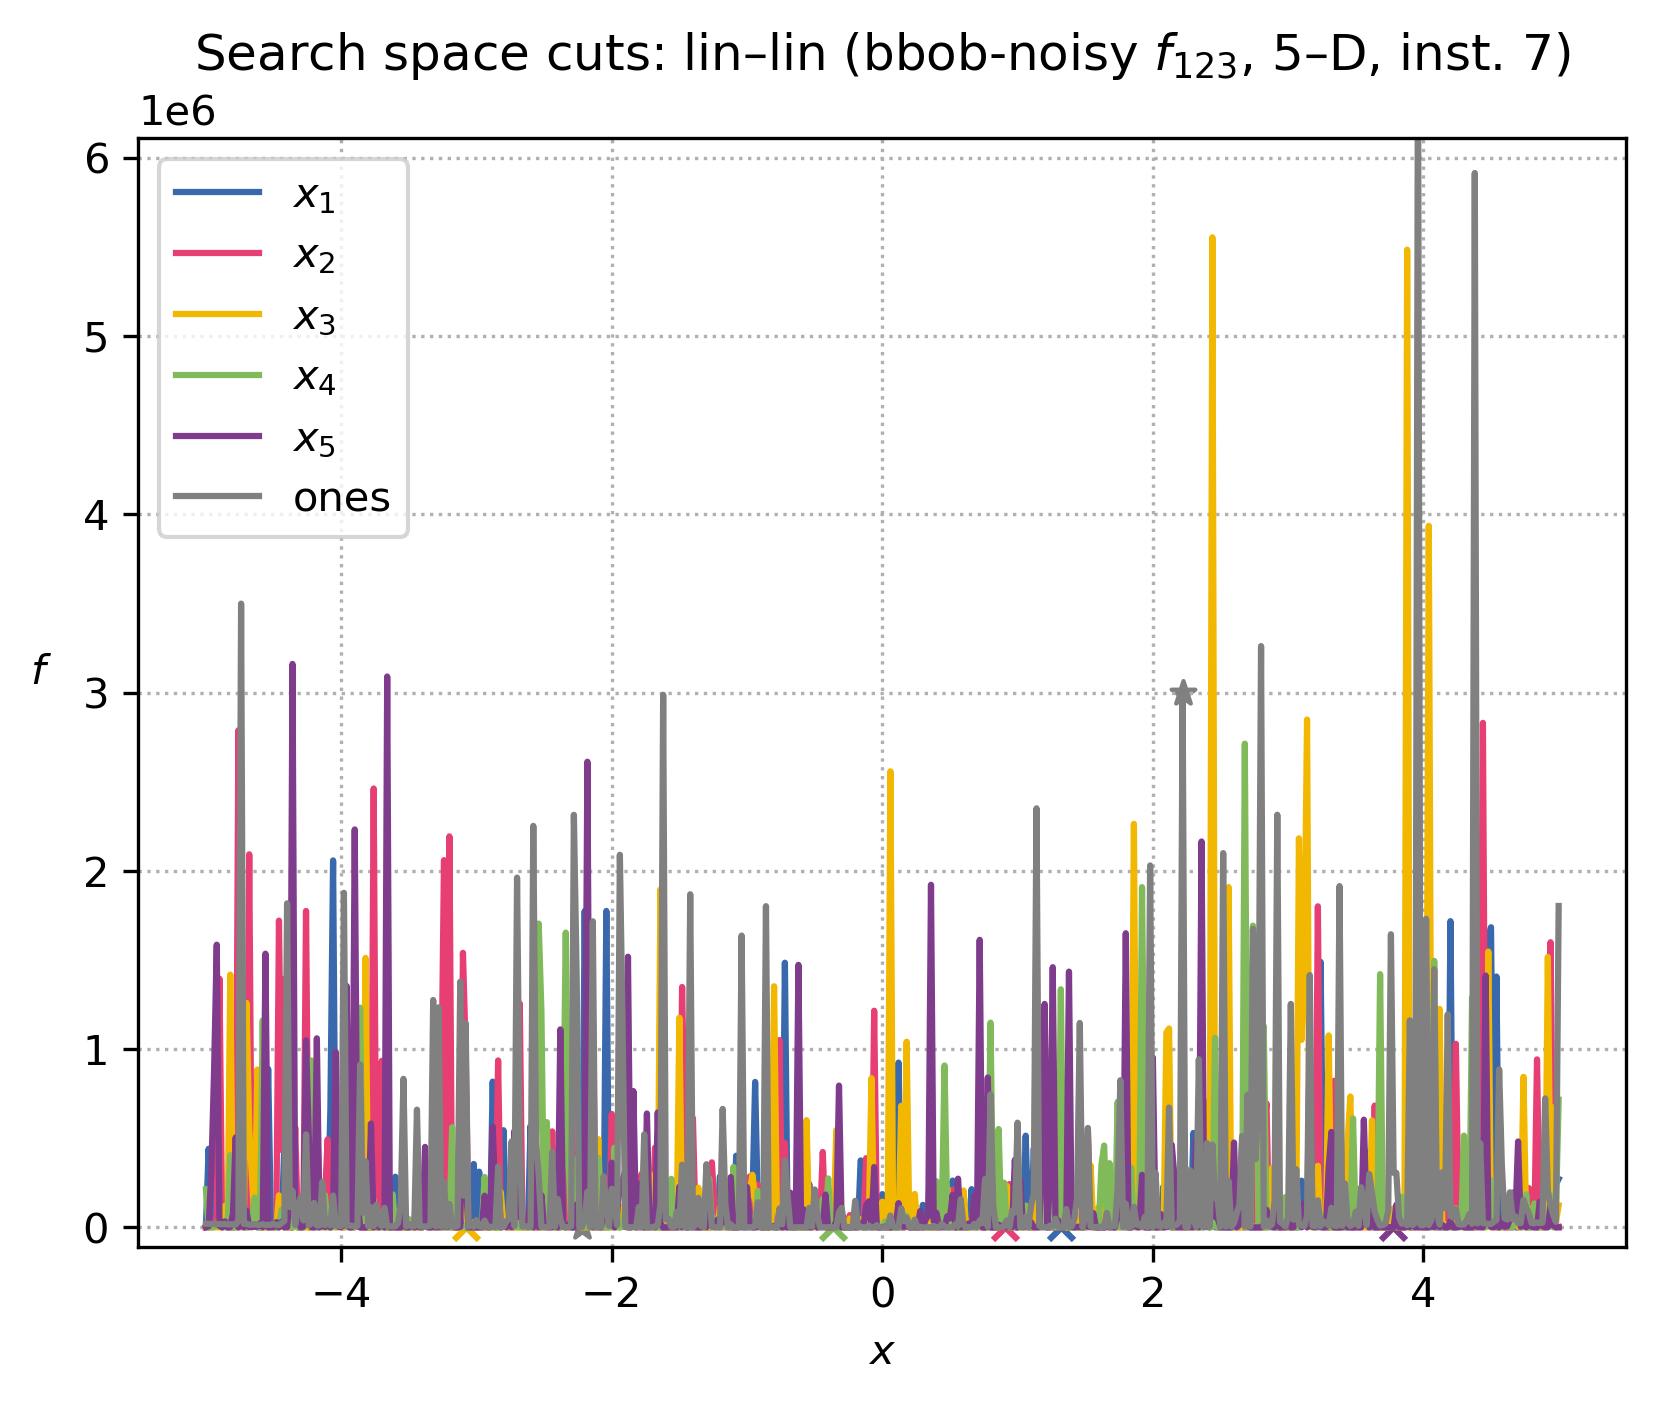 Search space cuts: lin–lin (bbob-noisy f123, 5–D, inst. 7)
1e6
6
5
4
3
2
1
0
f
x1
x2
x3
x4
x5
ones
−4
−2
0
2
4
x